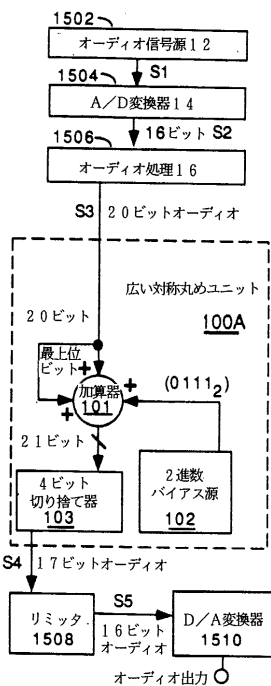 1502
オーディオ信号源12
S1
1504
A/D変換器14
16ビット S2
1506
オーディオ処理16
S3
20ビットオーディオ
広い対称丸めユニット
100A
20ビット
最上位
ビット
+
+
加算器
101
+
(0111₂)
21ビット
4ビット
切り捨て器
103
2進数
バイアス源
102
S4
17ビットオーディオ
リミッタ
1508
S5
16ビット
オーディオ
D/A変換器
1510
オーディオ出力